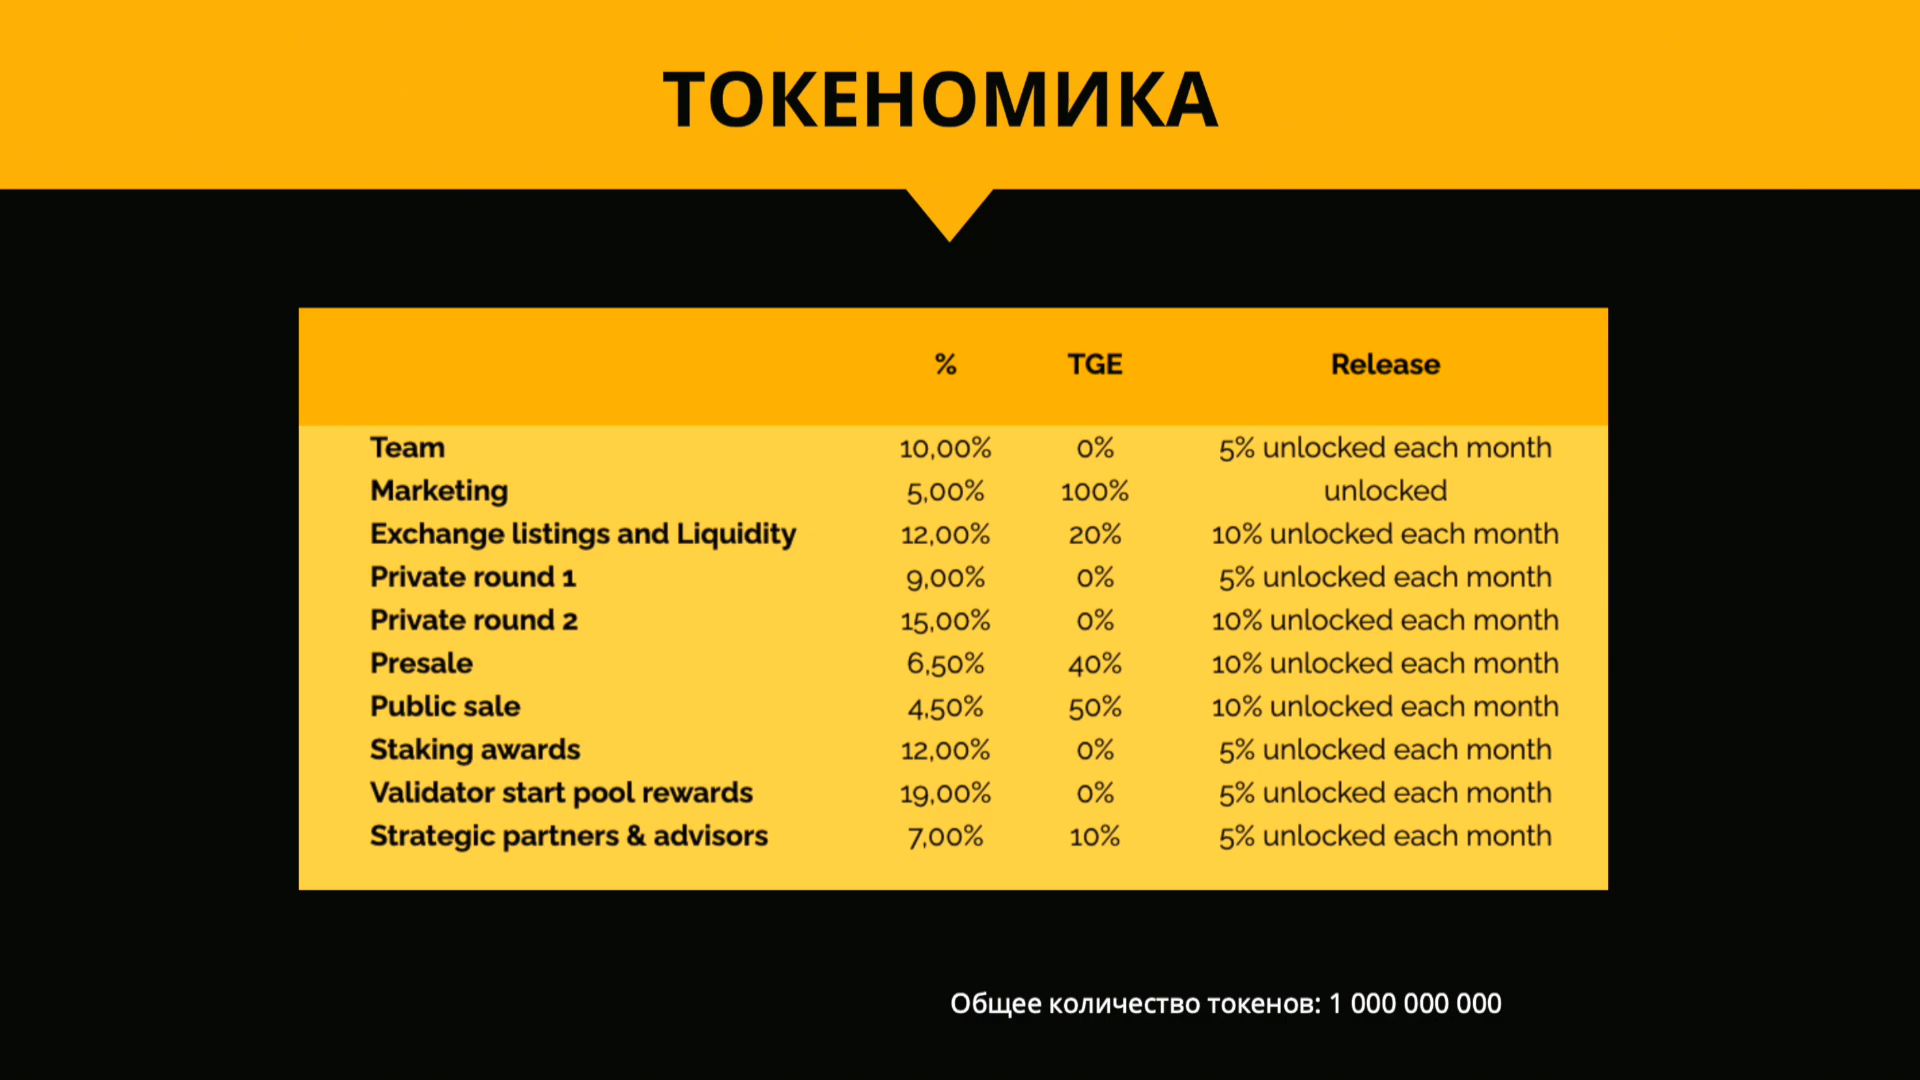 ТОКЕНОМИКА
% TGE Release
Team 10,00% 0% 5% unlocked each month
Marketing 5,00% 100% unlocked
Exchange listings and Liquidity 12,00% 20% 10% unlocked each month
Private round 1 9,00% 0% 5% unlocked each month
Private round 2 15,00% 0% 10% unlocked each month
Presale 6,50% 40% 10% unlocked each month
Public sale 4,50% 50% 10% unlocked each month
Staking awards 12,00% 0% 5% unlocked each month
Validator start pool rewards 19,00% 0% 5% unlocked each month
Strategic partners & advisors 7,00% 10% 5% unlocked each month
Общее количество токенов: 1 000 000 000